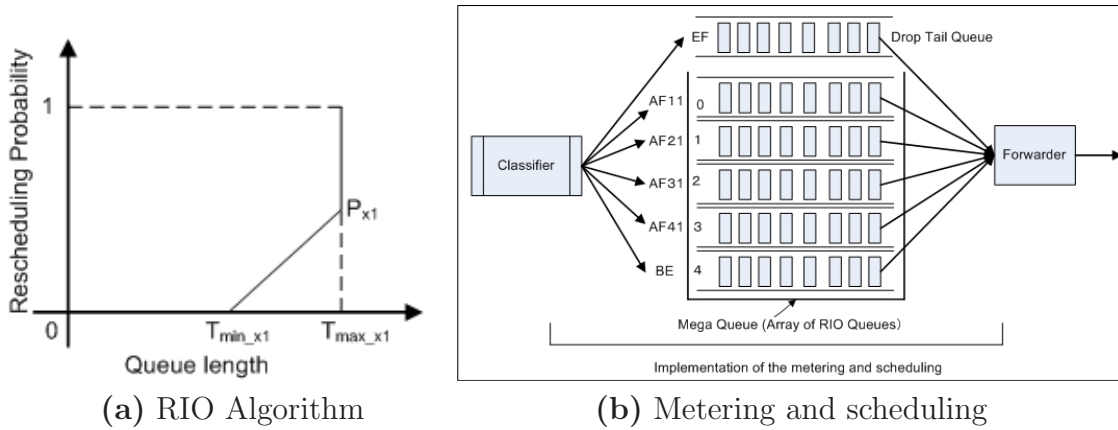 Rescheduling Probability
1
P_x1
0
T_min_x1
T_max_x1
Queue length
(a) RIO Algorithm
EF
Drop Tail Queue
AF11 0
AF21 1
AF31 2
AF41 3
BE 4
Classifier
Forwarder
Mega Queue (Array of RIO Queues)
Implementation of the metering and scheduling
(b) Metering and scheduling